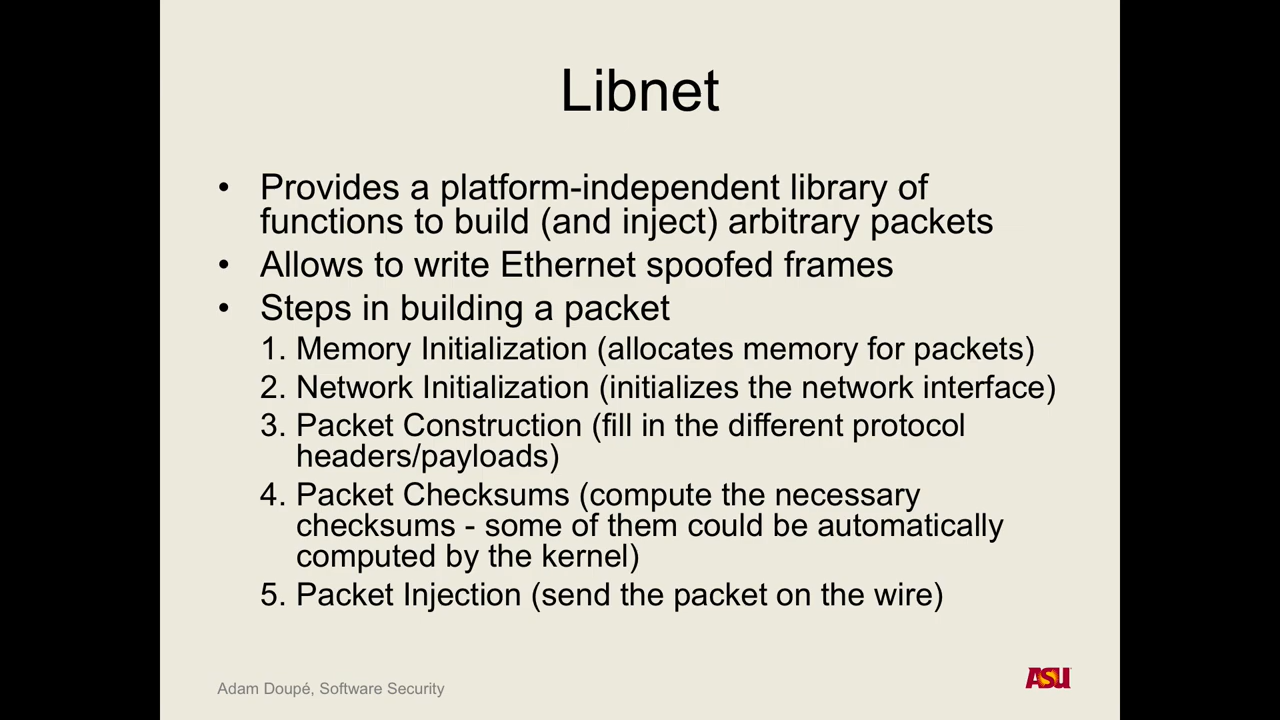 Libnet
• Provides a platform-independent library of
functions to build (and inject) arbitrary packets
• Allows to write Ethernet spoofed frames
• Steps in building a packet
1. Memory Initialization (allocates memory for packets)
2. Network Initialization (initializes the network interface)
3. Packet Construction (fill in the different protocol
headers/payloads)
4. Packet Checksums (compute the necessary
checksums - some of them could be automatically
computed by the kernel)
5. Packet Injection (send the packet on the wire)
Adam Doupé, Software Security
ASU